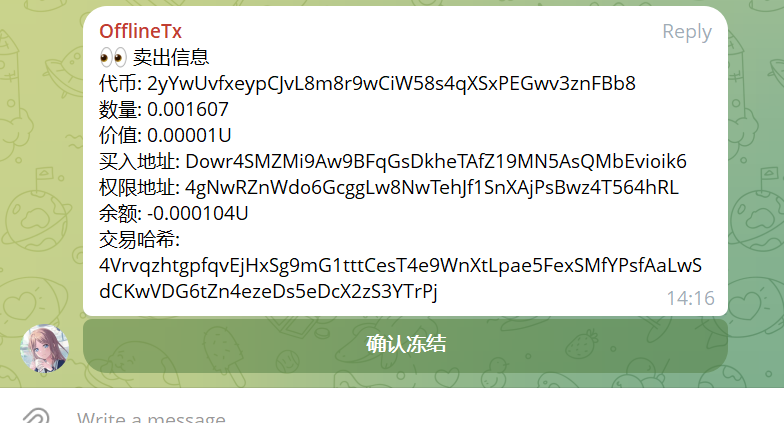 OfflineTx
Reply
👀 卖出信息
代币: 2yYwUvfxeypCJvL8m8r9wCiW58s4qXSxPEGwv3znFBb8
数量: 0.001607
价值: 0.00001U
买入地址: Dowr4SMZMi9Aw9BFqGsDkheTAfZ19MN5AsQMbEvioik6
权限地址: 4gNwRZnWdo6GcggLw8NwTehJf1SnXAjPsBwz4T564hRL
余额: -0.000104U
交易哈希:
4VrvqzhtgpfqvEjHxSg9mG1tttCesT4e9WnXtLpae5FexSMfYPsfAaLwS
dCKwVDG6tZn4ezeDs5eDcX2zS3YTrPj
14:16
确认冻结
Write a message...